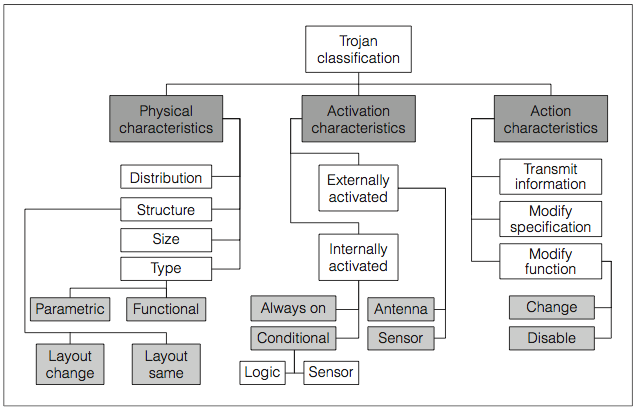 Trojan
classification
Physical
characteristics
Activation
characteristics
Action
characteristics
Distribution
Structure
Size
Type
Parametric
Functional
Layout
change
Layout
same
Externally
activated
Internally
activated
Always on
Conditional
Antenna
Sensor
Logic
Sensor
Transmit
information
Modify
specification
Modify
function
Change
Disable